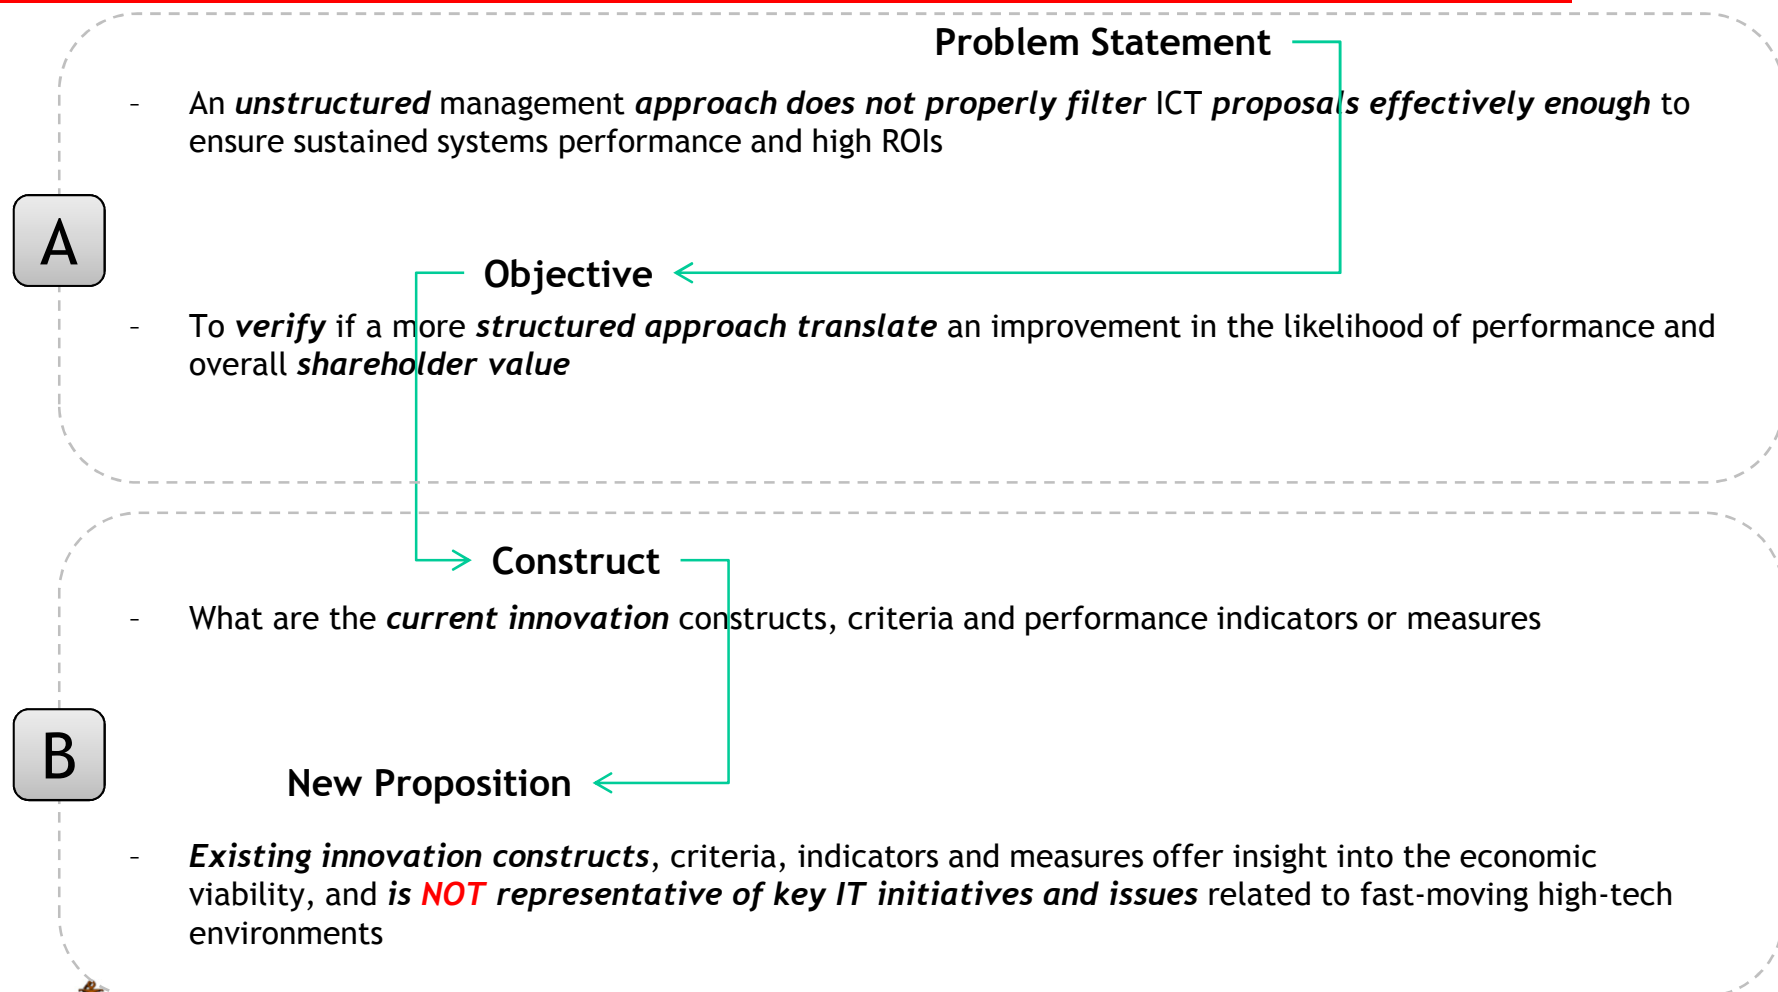 Problem Statement
- An unstructured management approach does not properly filter ICT proposals effectively enough to
ensure sustained systems performance and high ROIs
A
Objective
- To verify if a more structured approach translate an improvement in the likelihood of performance and
overall shareholder value
Construct
- What are the current innovation constructs, criteria and performance indicators or measures
B
New Proposition
- Existing innovation constructs, criteria, indicators and measures offer insight into the economic
viability, and is NOT representative of key IT initiatives and issues related to fast-moving high-tech
environments